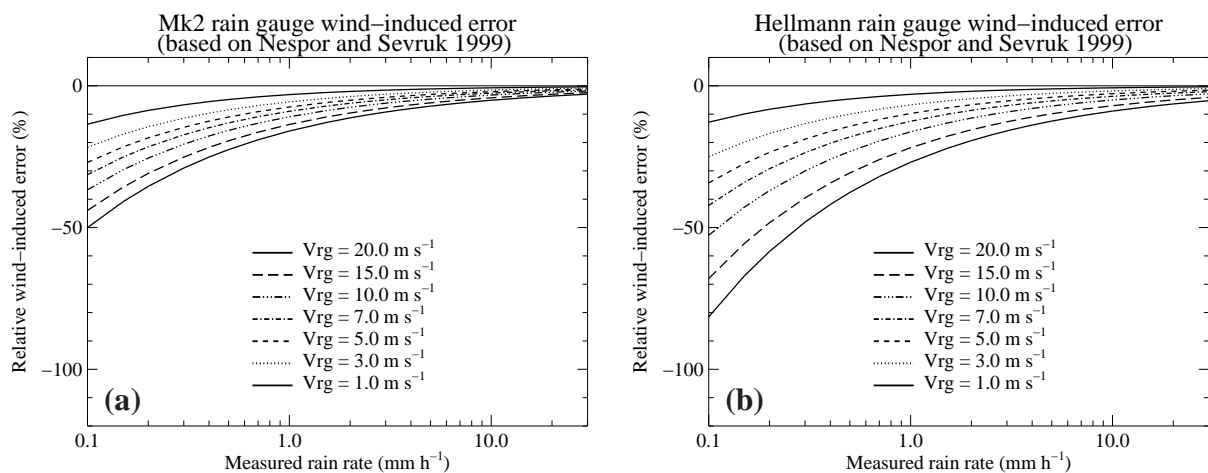 Mk2 rain gauge wind−induced error
(based on Nespor and Sevruk 1999)
0
−50
−100
Relative wind−induced error (%)
Vrg = 20.0 m s⁻¹
Vrg = 15.0 m s⁻¹
Vrg = 10.0 m s⁻¹
Vrg = 7.0 m s⁻¹
Vrg = 5.0 m s⁻¹
Vrg = 3.0 m s⁻¹
Vrg = 1.0 m s⁻¹
(a)
0.1 1.0 10.0
Measured rain rate (mm h⁻¹)
Hellmann rain gauge wind−induced error
(based on Nespor and Sevruk 1999)
0
−50
−100
Relative wind−induced error (%)
Vrg = 20.0 m s⁻¹
Vrg = 15.0 m s⁻¹
Vrg = 10.0 m s⁻¹
Vrg = 7.0 m s⁻¹
Vrg = 5.0 m s⁻¹
Vrg = 3.0 m s⁻¹
Vrg = 1.0 m s⁻¹
(b)
0.1 1.0 10.0
Measured rain rate (mm h⁻¹)